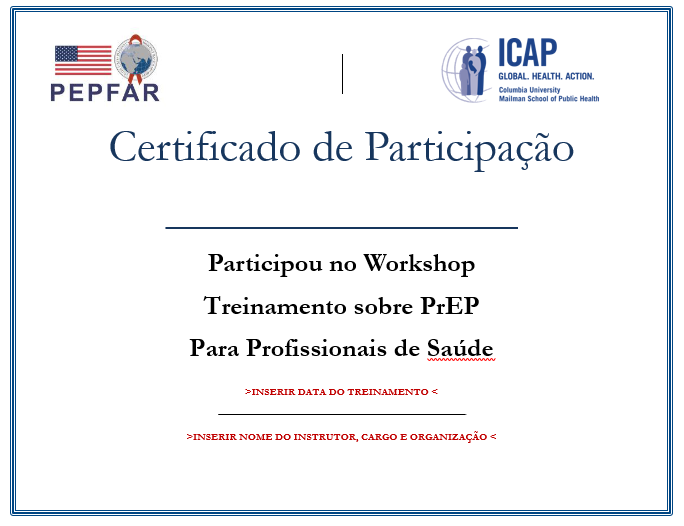 PEPFAR
ICAP
GLOBAL. HEALTH. ACTION.
Columbia University
Mailman School of Public Health
Certificado de Participação
Participou no Workshop
Treinamento sobre PrEP
Para Profissionais de Saúde
>INSERIR DATA DO TREINAMENTO <
>INSERIR NOME DO INSTRUTOR, CARGO E ORGANIZAÇÃO <